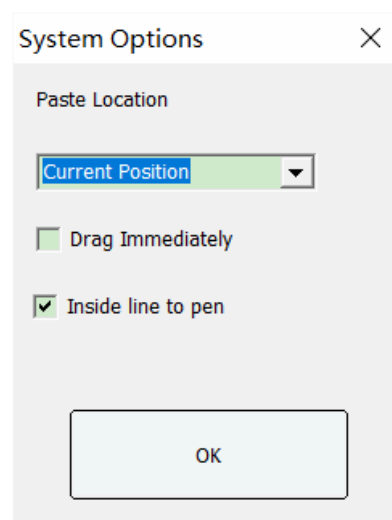 System Options
Paste Location
Current Position
Drag Immediately
Inside line to pen
OK